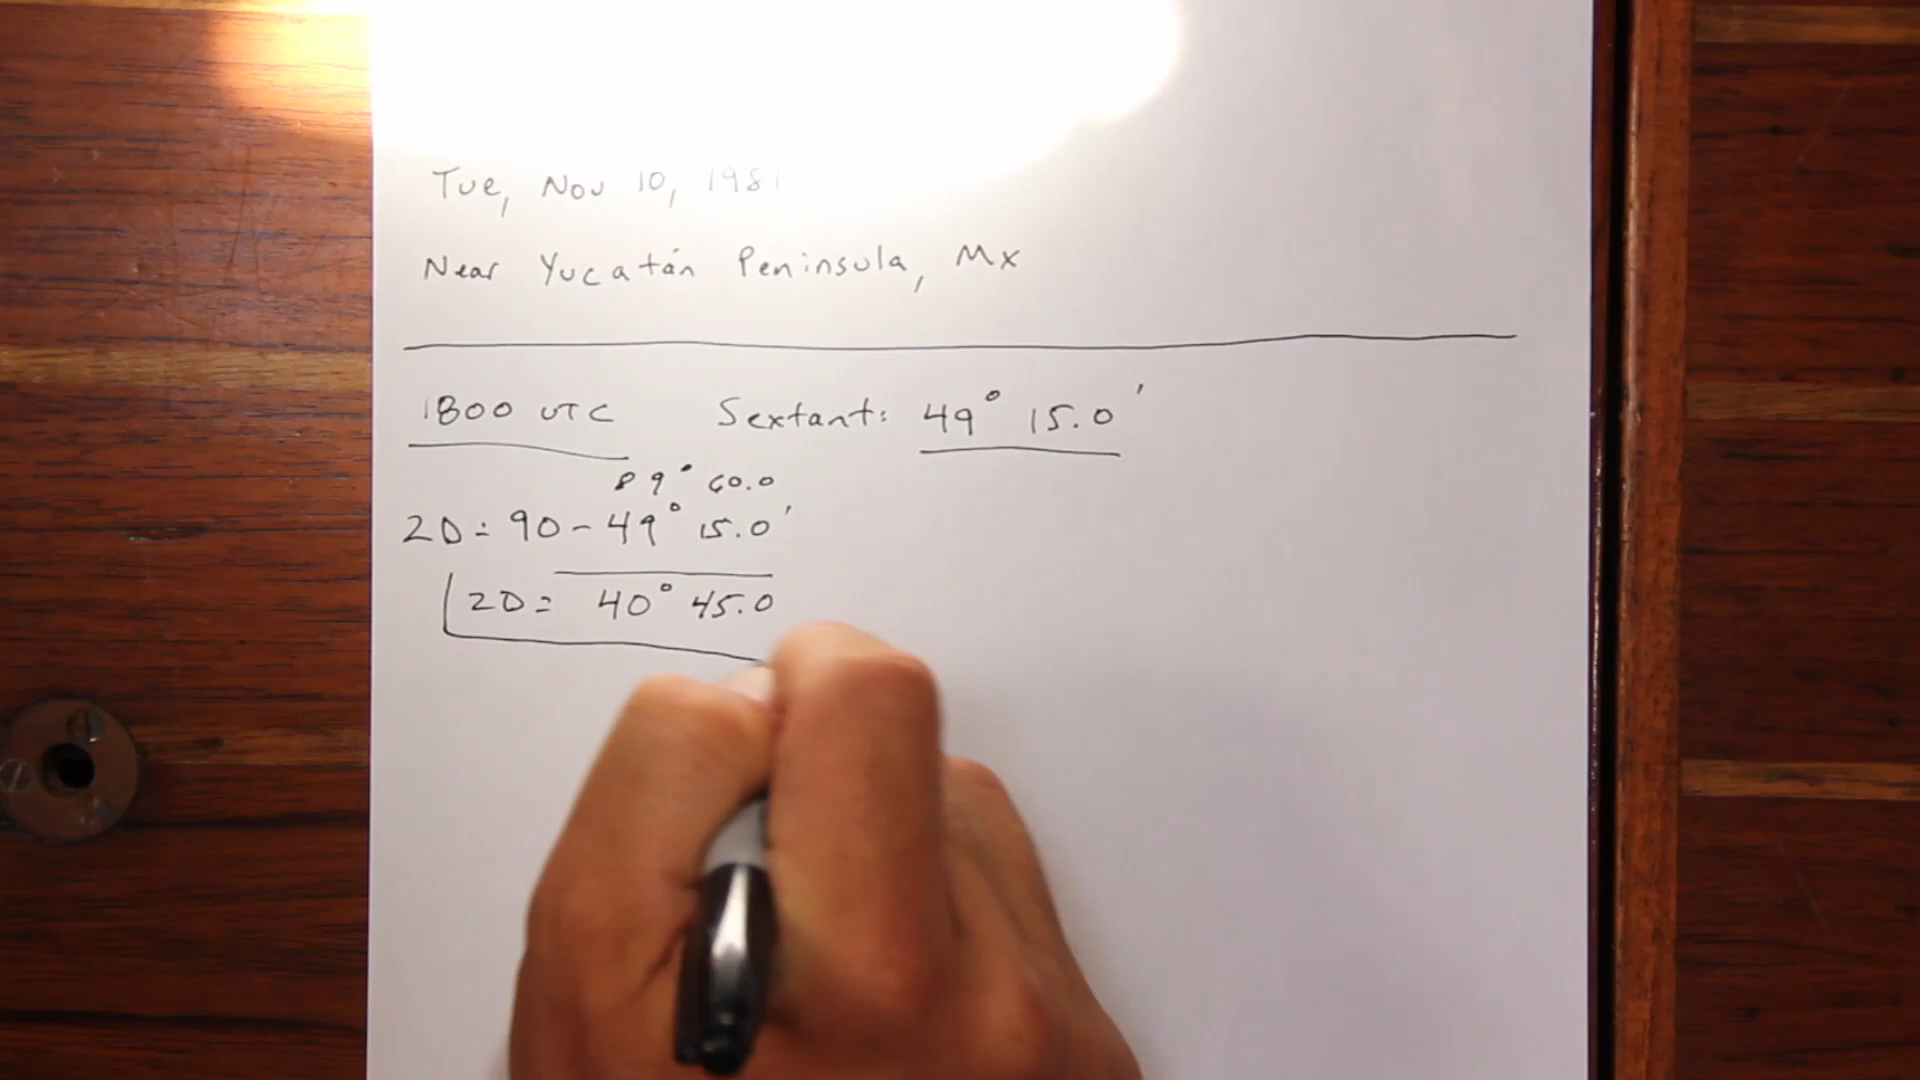 Tue, Nov 10, 1981
Near Yucatán Peninsula, Mx
1800 UTC Sextant: 49° 15.0'
89° 60.0
ZD = 90 - 49° 15.0'
ZD = 40° 45.0